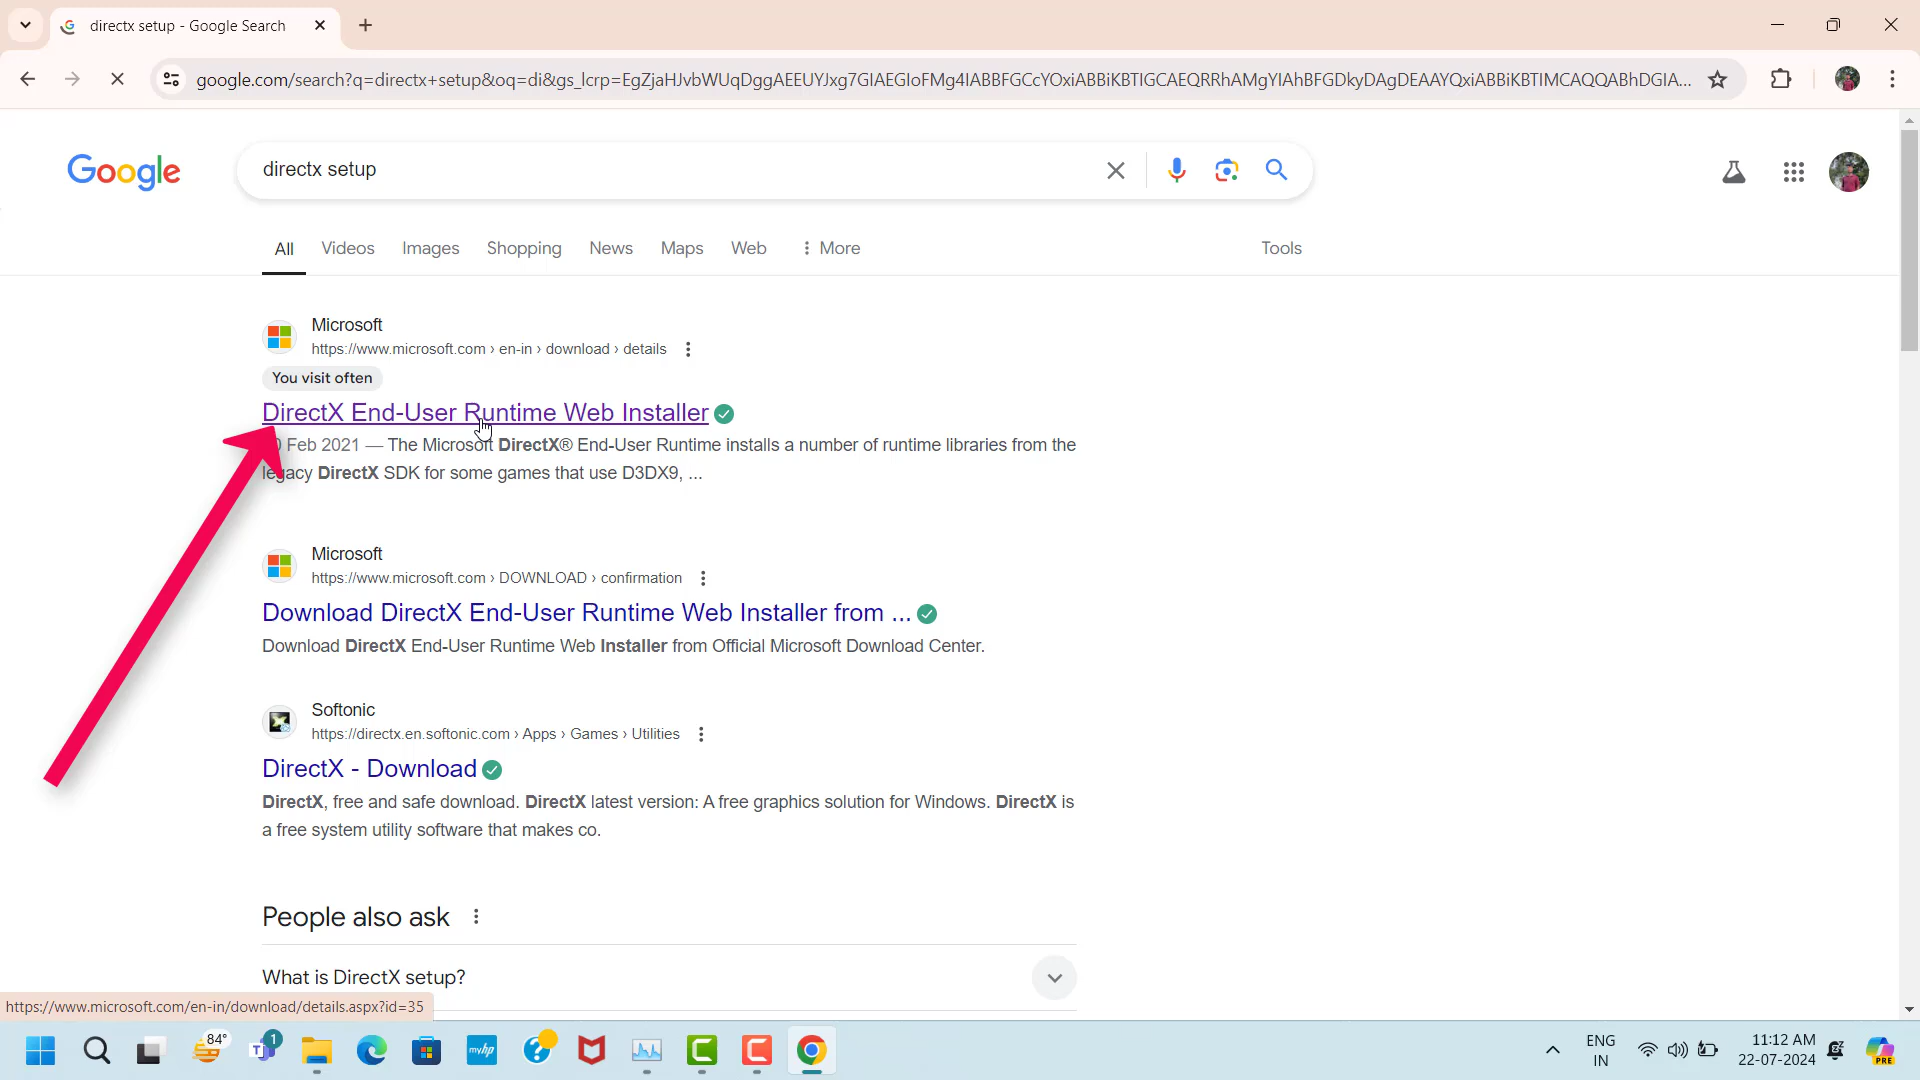 directx setup - Google Search
google.com/search?q=directx+setup&oq=di&gs_lcrp=EgZjaHJvbWUqDggAEEUYJxg7GIAEGIoFMg4IABBFGCcYOxiABBiKBTIGCAEQRRhAMgYIAhBFGDkyDAgDEAAYQxiABBiKBTIMCAQQABhDGIA...
Google
directx setup
All Videos Images Shopping News Maps Web More Tools
Microsoft
https://www.microsoft.com › en-in › download › details
You visit often
DirectX End-User Runtime Web Installer
Feb 2021 — The Microsoft DirectX® End-User Runtime installs a number of runtime libraries from the
legacy DirectX SDK for some games that use D3DX9, ...
Microsoft
https://www.microsoft.com › DOWNLOAD › confirmation
Download DirectX End-User Runtime Web Installer from ...
Download DirectX End-User Runtime Web Installer from Official Microsoft Download Center.
Softonic
https://directx.en.softonic.com › Apps › Games › Utilities
DirectX - Download
DirectX, free and safe download. DirectX latest version: A free graphics solution for Windows. DirectX is
a free system utility software that makes co.
People also ask
What is DirectX setup?
https://www.microsoft.com/en-in/download/details.aspx?id=35
84°
1
T
myhp
?
C
C
ENG
IN
11:12 AM
22-07-2024
PRE